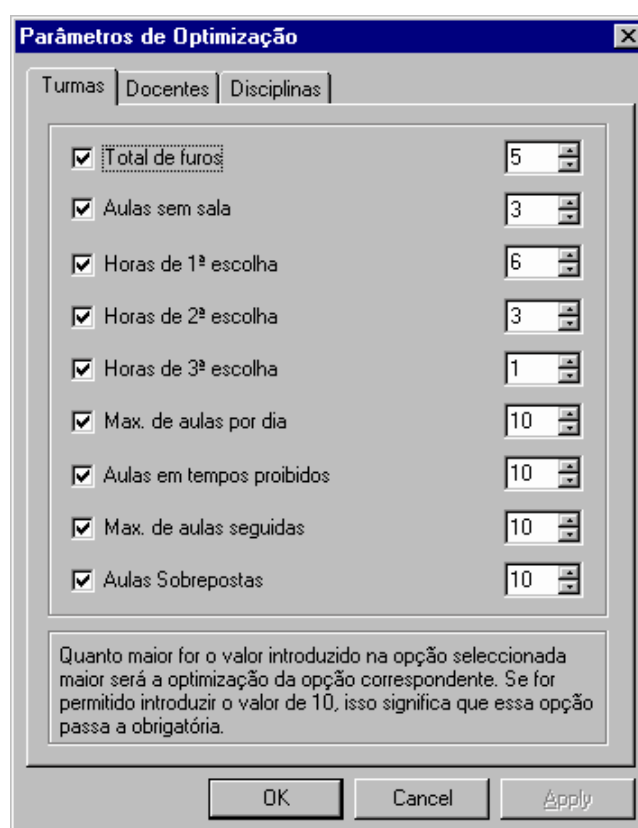 Parâmetros de Optimização
Turmas Docentes Disciplinas
Total de furos 5
Aulas sem sala 3
Horas de 1ª escolha 6
Horas de 2ª escolha 3
Horas de 3ª escolha 1
Max. de aulas por dia 10
Aulas em tempos proibidos 10
Max. de aulas seguidas 10
Aulas Sobrepostas 10
Quanto maior for o valor introduzido na opção seleccionada
maior será a optimização da opção correspondente. Se for
permitido introduzir o valor de 10, isso significa que essa opção
passa a obrigatória.
OK Cancel Apply